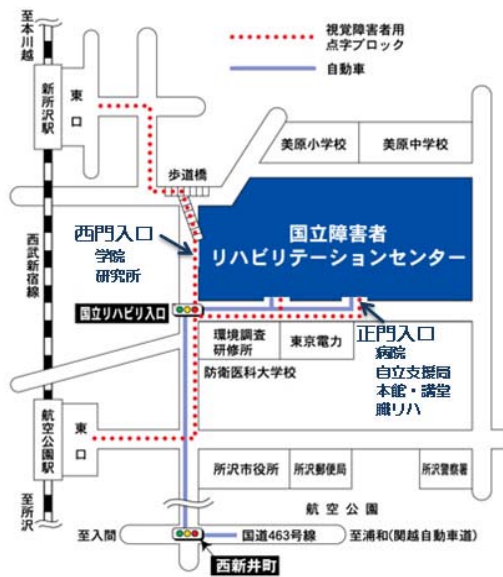 至本川越
視覚障害者用
点字ブロック
自動車
新所沢駅
東口
美原小学校
美原中学校
歩道橋
西門入口
学院
研究所
国立障害者
リハビリテーションセンター
西武新宿線
国立リハビリ入口
環境調査
研修所
東京電力
正門入口
病院
自立支援局
本館・講堂
職リハ
防衛医科大学校
航空公園駅
東口
所沢市役所
所沢郵便局
所沢警察署
至所沢
航空公園
至入間
国道463号線
至浦和(関越自動車道)
西新井町